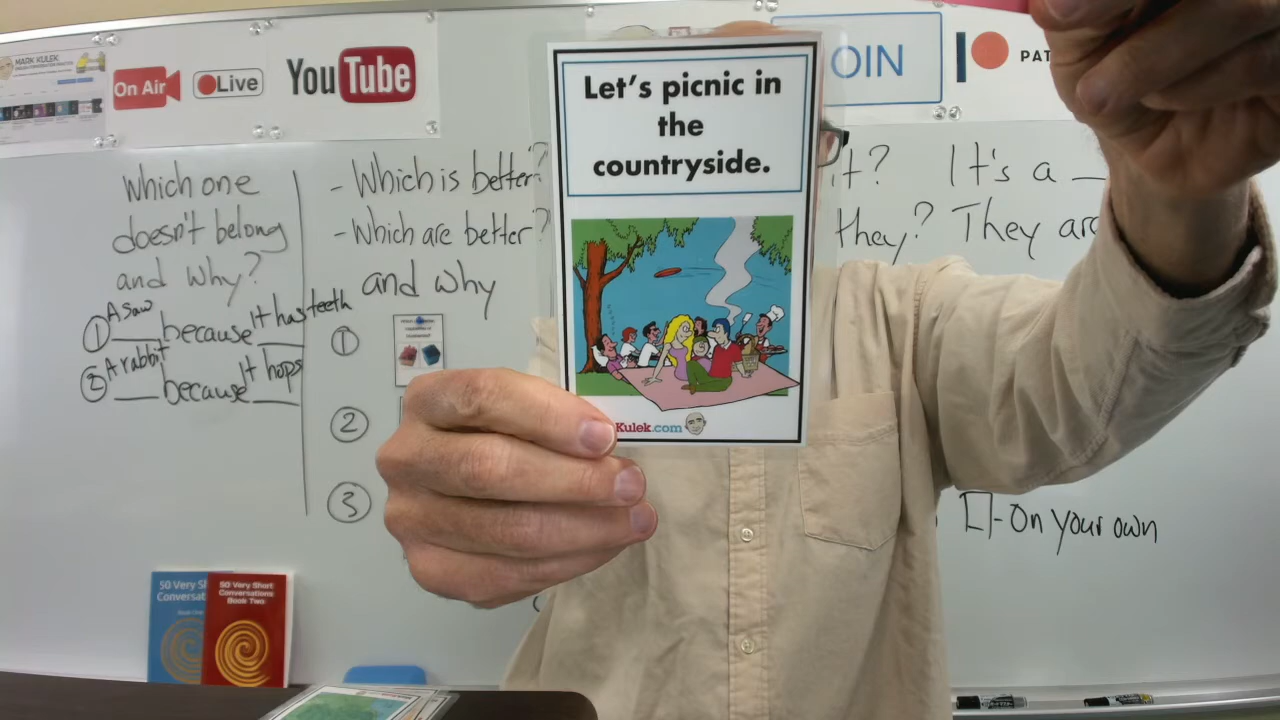 MARK KULEK
On Air
Live
YouTube
OIN
PAT
Let's picnic in
the
countryside.
Kulek.com
which one
doesn't belong
and why?
① A saw because It has teeth
② A rabbit because It hops
- Which is better?
- Which are better?
and why
①
②
③
it? It's a __
they? They are
- On your own
50 Very Sh
Conversat
50 Very Short
Conversations
Book Two